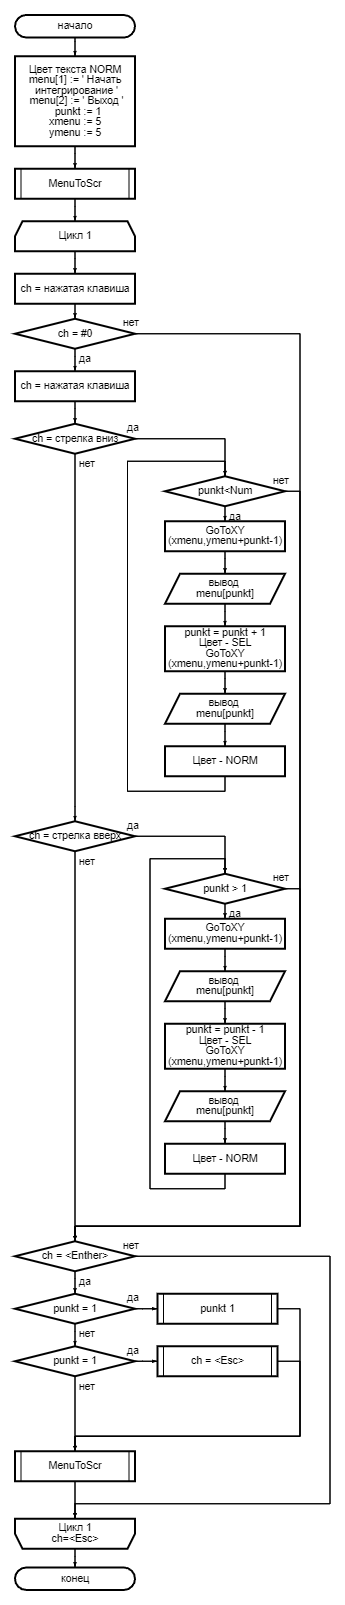 начало
Цвет текста NORM
menu[1] := ' Начать
интегрирование '
menu[2] := ' Выход '
punkt := 1
xmenu := 5
ymenu := 5
MenuToScr
Цикл 1
ch = нажатая клавиша
ch = #0
нет
да
ch = нажатая клавиша
ch = стрелка вниз
да
нет
punkt<Num
нет
да
GoToXY
(xmenu,ymenu+punkt-1)
вывод
menu[punkt]
punkt = punkt + 1
Цвет - SEL
GoToXY
(xmenu,ymenu+punkt-1)
вывод
menu[punkt]
Цвет - NORM
ch = стрелка вверх
да
нет
punkt > 1
нет
да
GoToXY
(xmenu,ymenu+punkt-1)
вывод
menu[punkt]
punkt = punkt - 1
Цвет - SEL
GoToXY
(xmenu,ymenu+punkt-1)
вывод
menu[punkt]
Цвет - NORM
ch = <Enther>
нет
да
punkt = 1
да
punkt 1
нет
punkt = 1
да
ch = <Esc>
нет
MenuToScr
Цикл 1
ch=<Esc>
конец